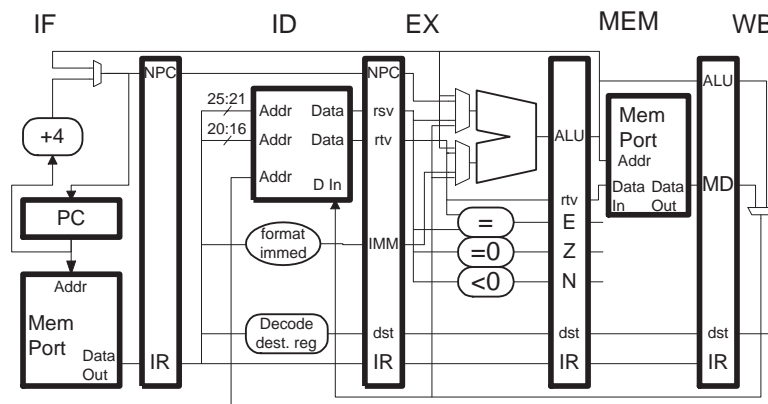 IF ID EX MEM WB
NPC NPC ALU
+4
25:21 Addr Data rsv
20:16 Addr Data rtv
Addr
D In
PC
ALU
Mem
Port
Addr
rtv Data Data MD
In Out
= E
=0 Z
<0 N
format
immed
IMM
Addr
Mem
Port
Data
Out
Decode
dest. reg
dst dst dst
IR IR IR IR